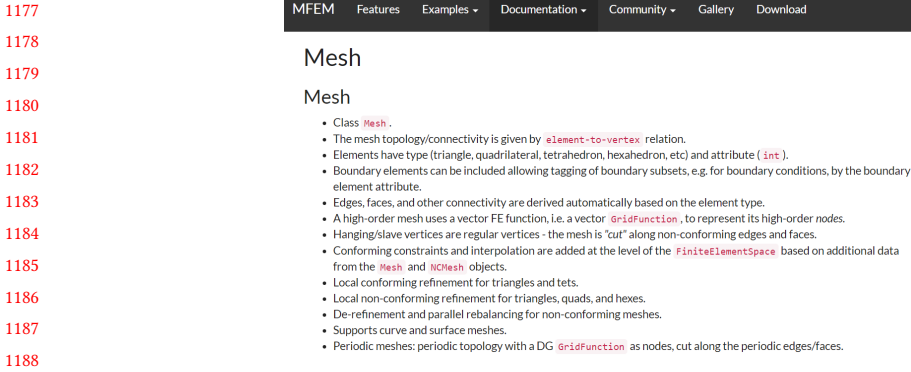 1177
1178
1179
1180
1181
1182
1183
1184
1185
1186
1187
1188
MFEM Features Examples Documentation Community Gallery Download
Mesh
Mesh
• Class Mesh.
• The mesh topology/connectivity is given by element-to-vertex relation.
• Elements have type (triangle, quadrilateral, tetrahedron, hexahedron, etc) and attribute ( int ).
• Boundary elements can be included allowing tagging of boundary subsets, e.g. for boundary conditions, by the boundary
element attribute.
• Edges, faces, and other connectivity are derived automatically based on the element type.
• A high-order mesh uses a vector FE function, i.e. a vector GridFunction, to represent its high-order nodes.
• Hanging/slave vertices are regular vertices - the mesh is "cut" along non-conforming edges and faces.
• Conforming constraints and interpolation are added at the level of the FiniteElementSpace based on additional data
from the Mesh and NCMesh objects.
• Local conforming refinement for triangles and tets.
• Local non-conforming refinement for triangles, quads, and hexes.
• De-refinement and parallel rebalancing for non-conforming meshes.
• Supports curve and surface meshes.
• Periodic meshes: periodic topology with a DG GridFunction as nodes, cut along the periodic edges/faces.